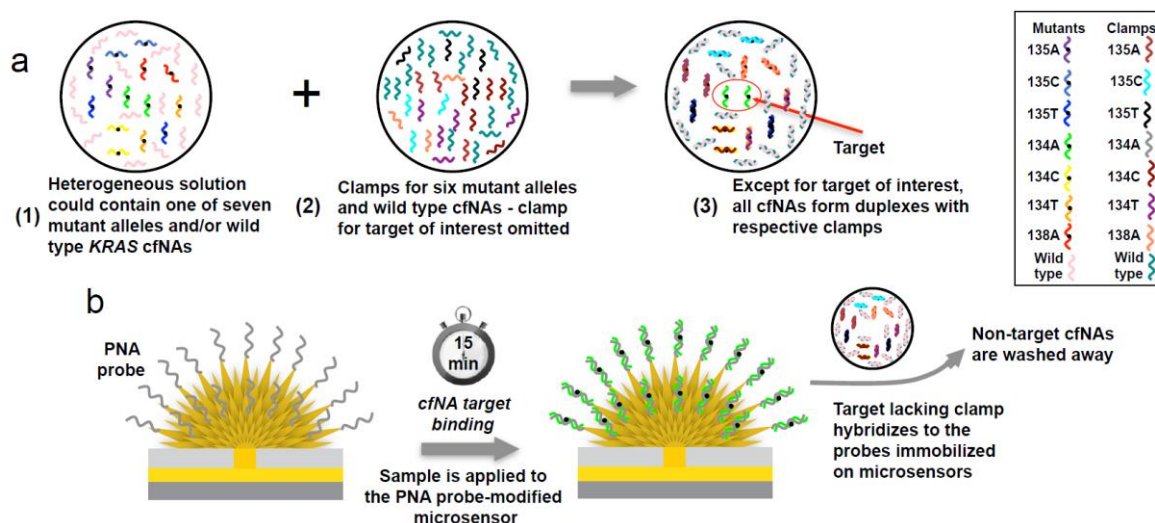 a
Heterogeneous solution
(1) could contain one of seven
mutant alleles and/or wild
type KRAS cfNAs
+
Clamps for six mutant alleles
(2) and wild type cfNAs - clamp
for target of interest omitted
Target
Except for target of interest,
(3) all cfNAs form duplexes with
respective clamps
Mutants Clamps
135A 135A
135C 135C
135T 135T
134A 134A
134C 134C
134T 134T
138A 138A
Wild Wild
type type
b
PNA
probe
15
min
cfNA target
binding
Sample is applied to
the PNA probe-modified
microsensor
Non-target cfNAs
are washed away
Target lacking clamp
hybridizes to the
probes immobilized
on microsensors